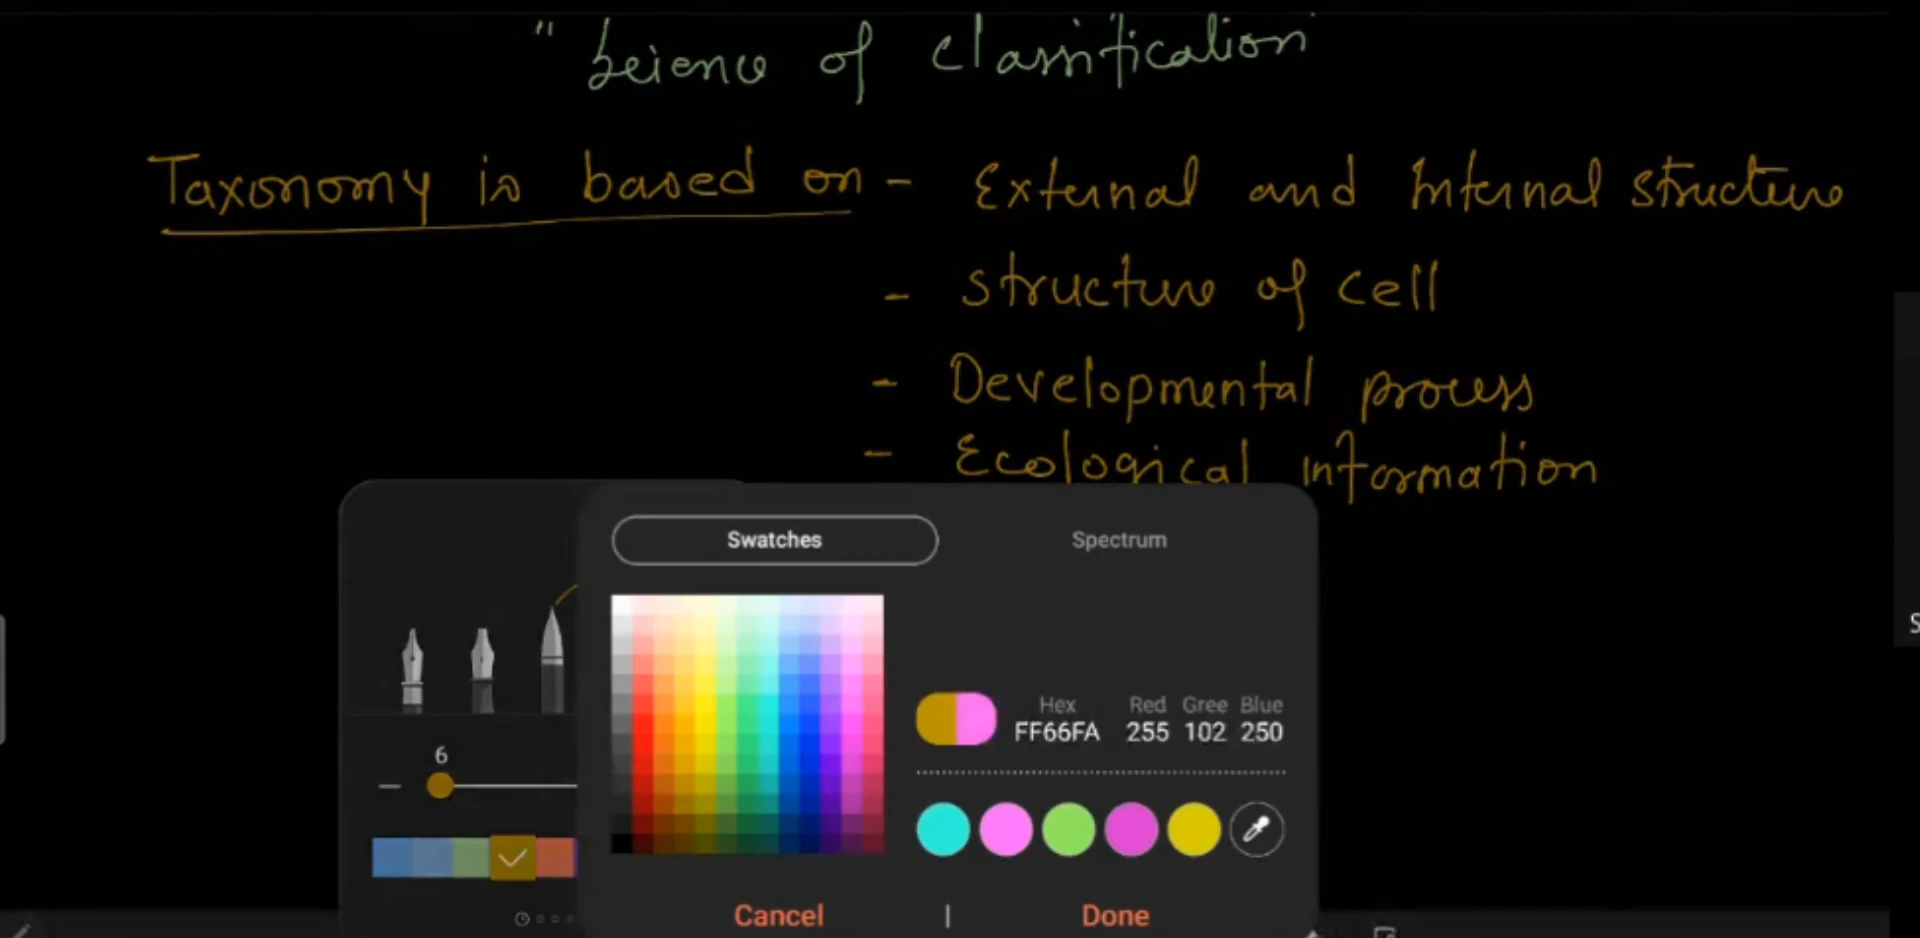 " Science of classification
Taxonomy is based on - External and Internal structure
- structure of cell
- Developmental process
- Ecological information
Swatches
Spectrum
Hex Red Gree Blue
FF66FA 255 102 250
6
Cancel | Done
S